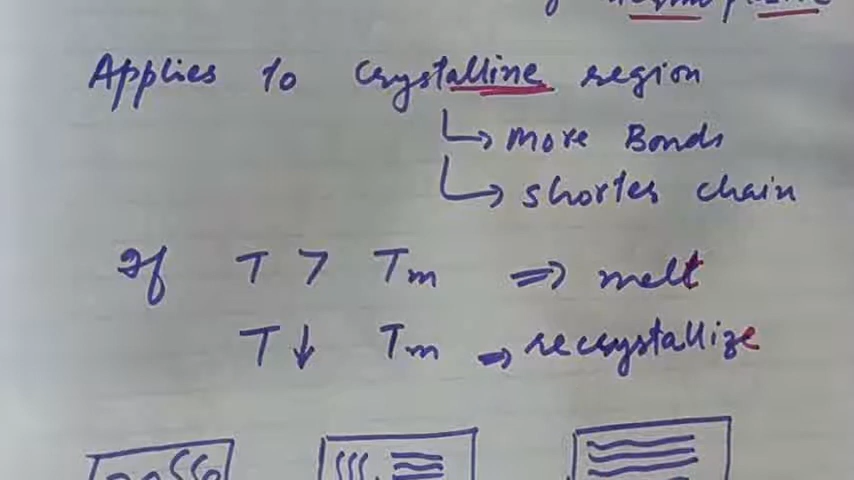 Applies to crystalline region
↳ More Bonds
↳ shorter chain
If T > Tm ⇒ melt
T ↓ Tm ⇒ recrystallize